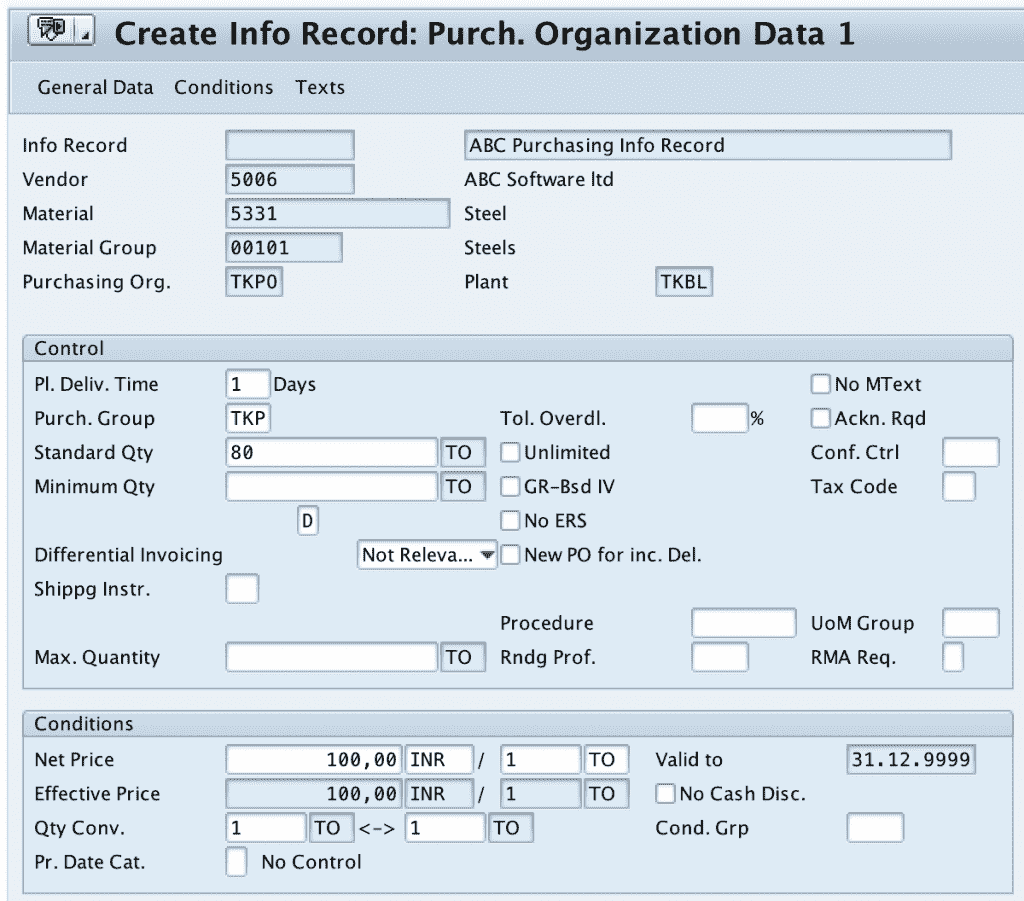 Create Info Record: Purch. Organization Data 1
General Data Conditions Texts
Info Record ABC Purchasing Info Record
Vendor 5006 ABC Software ltd
Material 5331 Steel
Material Group 00101 Steels
Purchasing Org. TKPO Plant TKBL
Control
Pl. Deliv. Time 1 Days No MText
Purch. Group TKP Tol. Overdl. % Ackn. Rqd
Standard Qty 80 TO Unlimited Conf. Ctrl
Minimum Qty TO GR-Bsd IV Tax Code
D No ERS
Differential Invoicing Not Releva... New PO for inc. Del.
Shippg Instr.
Procedure UoM Group
Max. Quantity TO Rndg Prof. RMA Req.
Conditions
Net Price 100,00 INR / 1 TO Valid to 31.12.9999
Effective Price 100,00 INR / 1 TO No Cash Disc.
Qty Conv. 1 TO <-> 1 TO Cond. Grp
Pr. Date Cat. No Control